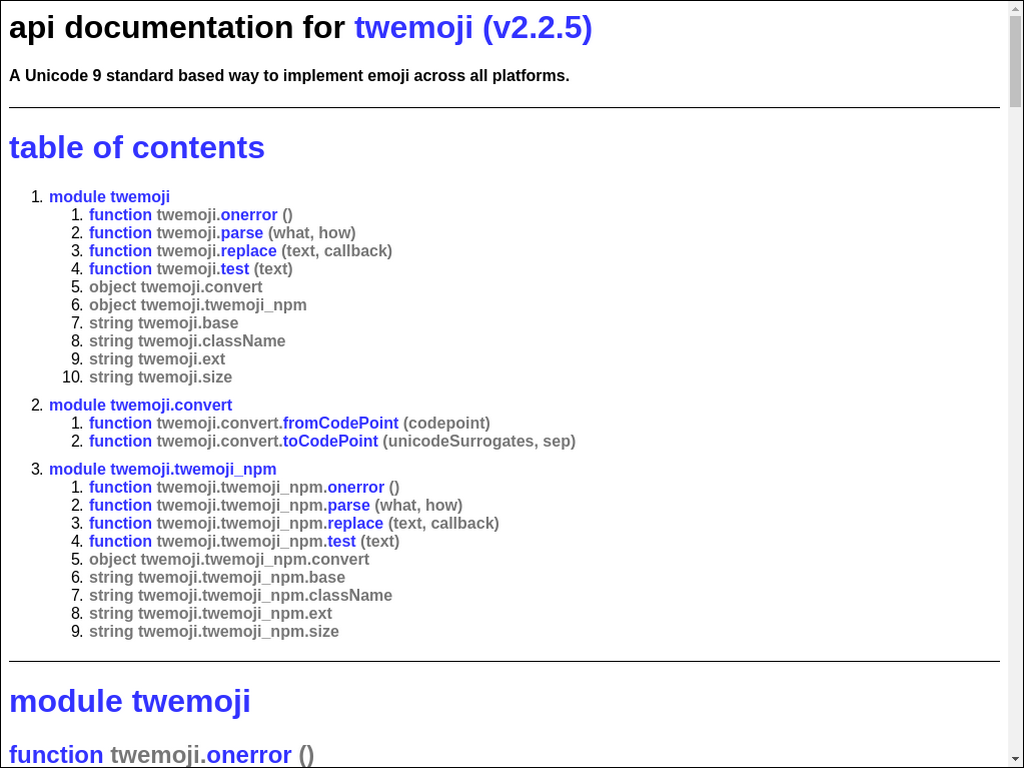 api documentation for twemoji (v2.2.5)
A Unicode 9 standard based way to implement emoji across all platforms.
table of contents
1. module twemoji
1. function twemoji.onerror ()
2. function twemoji.parse (what, how)
3. function twemoji.replace (text, callback)
4. function twemoji.test (text)
5. object twemoji.convert
6. object twemoji.twemoji_npm
7. string twemoji.base
8. string twemoji.className
9. string twemoji.ext
10. string twemoji.size
2. module twemoji.convert
1. function twemoji.convert.fromCodePoint (codepoint)
2. function twemoji.convert.toCodePoint (unicodeSurrogates, sep)
3. module twemoji.twemoji_npm
1. function twemoji.twemoji_npm.onerror ()
2. function twemoji.twemoji_npm.parse (what, how)
3. function twemoji.twemoji_npm.replace (text, callback)
4. function twemoji.twemoji_npm.test (text)
5. object twemoji.twemoji_npm.convert
6. string twemoji.twemoji_npm.base
7. string twemoji.twemoji_npm.className
8. string twemoji.twemoji_npm.ext
9. string twemoji.twemoji_npm.size
module twemoji
function twemoji.onerror ()